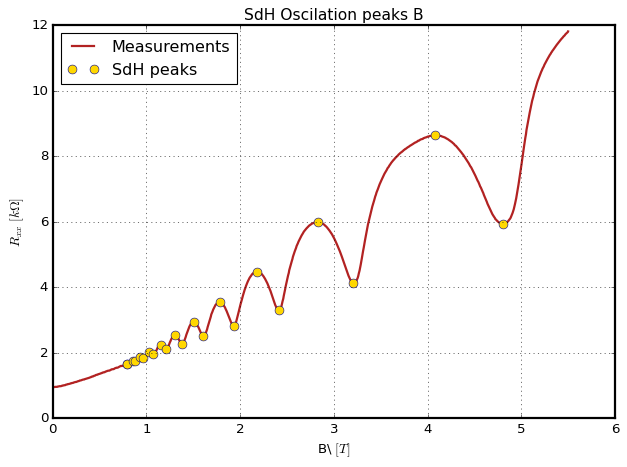 SdH Oscilation peaks B
Measurements
SdH peaks
12
10
8
6
4
2
0
R_xx [kΩ]
0 1 2 3 4 5 6
B\ [T]